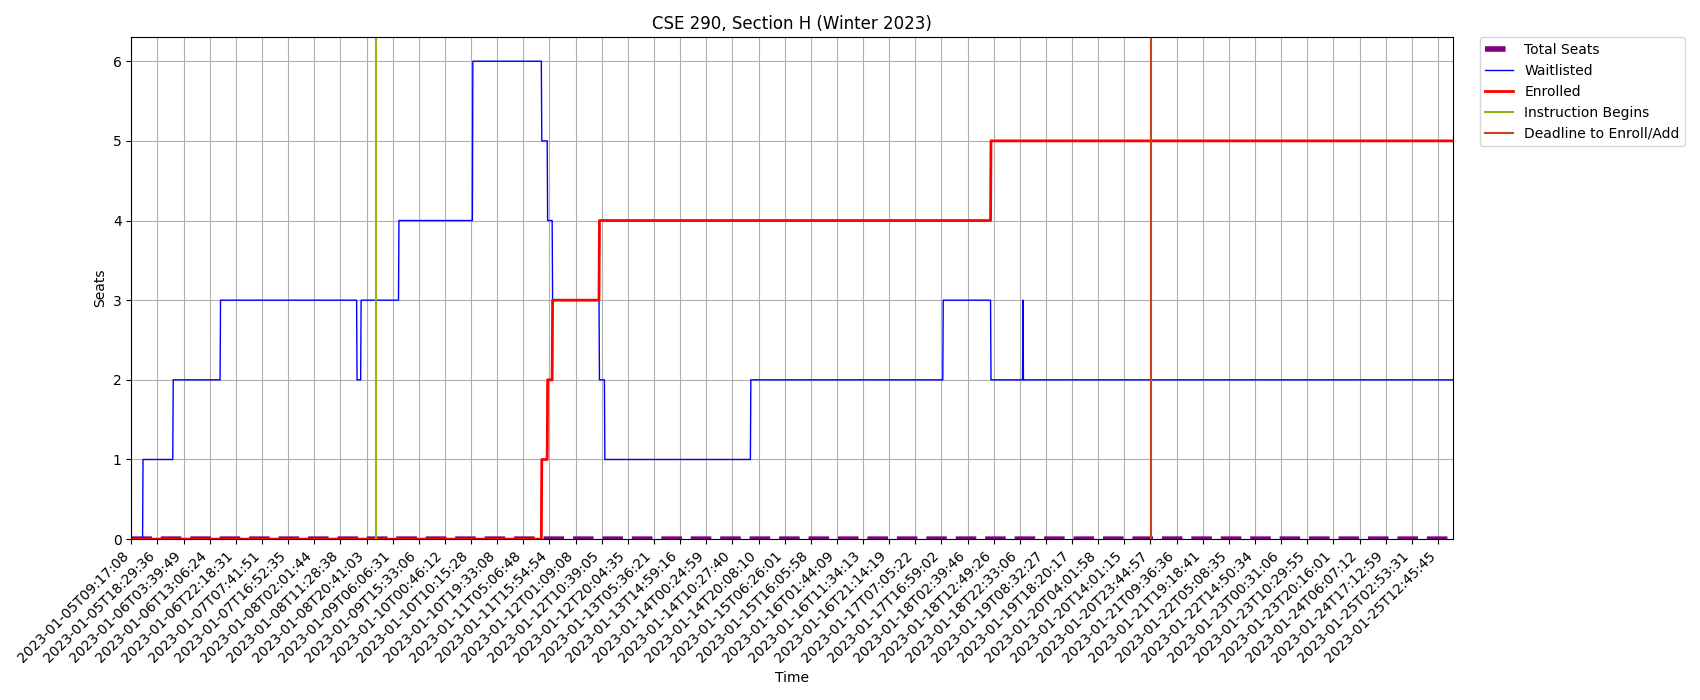 CSE 290, Section H (Winter 2023)
Total Seats
Waitlisted
Enrolled
Instruction Begins
Deadline to Enroll/Add
Seats
6
5
4
3
2
1
0
2023-01-05T09:17:08
2023-01-05T18:29:36
2023-01-06T03:39:49
2023-01-06T13:06:24
2023-01-06T22:18:31
2023-01-07T07:41:51
2023-01-07T16:52:35
2023-01-08T02:01:44
2023-01-08T11:28:38
2023-01-08T20:41:03
2023-01-09T06:06:31
2023-01-09T15:33:06
2023-01-10T00:46:12
2023-01-10T10:15:28
2023-01-10T19:33:08
2023-01-11T05:06:48
2023-01-11T15:54:54
2023-01-12T01:09:08
2023-01-12T10:39:05
2023-01-12T20:04:35
2023-01-13T05:36:21
2023-01-13T14:59:16
2023-01-14T00:24:59
2023-01-14T10:27:40
2023-01-14T20:08:10
2023-01-15T06:26:01
2023-01-15T16:05:58
2023-01-16T01:44:09
2023-01-16T11:34:13
2023-01-16T21:14:19
2023-01-17T07:05:22
2023-01-17T16:59:02
2023-01-18T02:39:46
2023-01-18T12:49:26
2023-01-18T22:33:06
2023-01-19T08:32:27
2023-01-19T18:20:17
2023-01-20T04:01:58
2023-01-20T14:01:15
2023-01-20T23:44:57
2023-01-21T09:36:36
2023-01-21T19:18:41
2023-01-22T05:08:35
2023-01-22T14:50:34
2023-01-23T00:31:06
2023-01-23T10:29:55
2023-01-23T20:16:01
2023-01-24T06:07:12
2023-01-24T17:12:59
2023-01-25T02:53:31
2023-01-25T12:45:45
Time